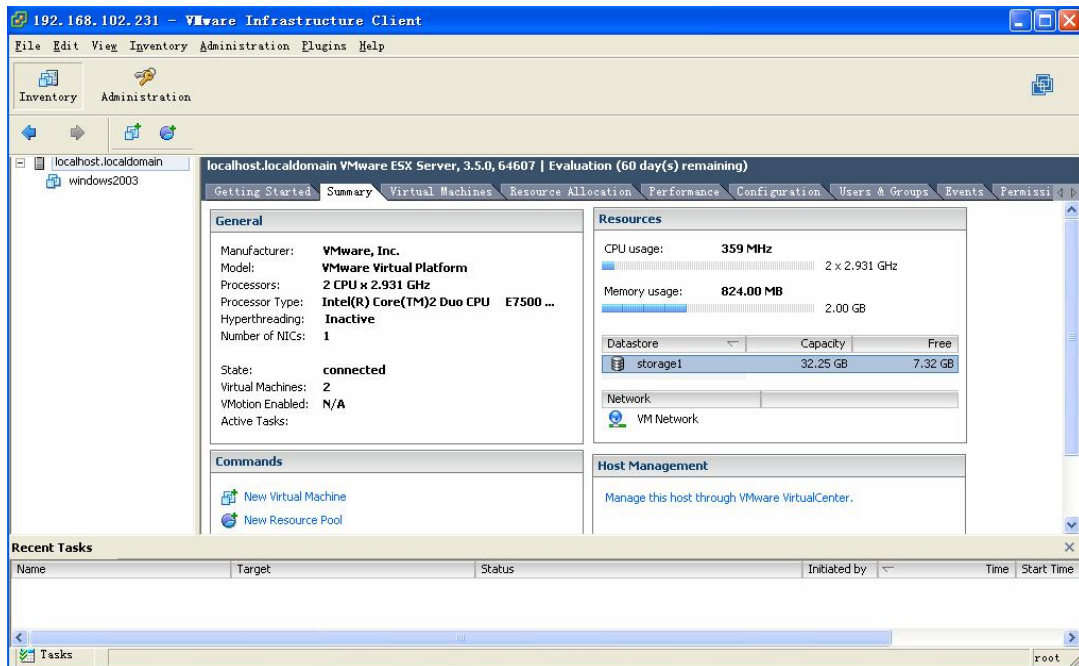 192.168.102.231 - VMware Infrastructure Client
File Edit View Inventory Administration Plugins Help
Inventory Administration
localhost.localdomain
windows2003
localhost.localdomain VMware ESX Server, 3.5.0, 64607 | Evaluation (60 day(s) remaining)
Getting Started Summary Virtual Machines Resource Allocation Performance Configuration Users & Groups Events Permissi
General
Manufacturer: VMware, Inc.
Model: VMware Virtual Platform
Processors: 2 CPU x 2.931 GHz
Processor Type: Intel(R) Core(TM)2 Duo CPU E7500 ...
Hyperthreading: Inactive
Number of NICs: 1
State: connected
Virtual Machines: 2
VMotion Enabled: N/A
Active Tasks:
Resources
CPU usage: 359 MHz
2 x 2.931 GHz
Memory usage: 824.00 MB
2.00 GB
Datastore Capacity Free
storage1 32.25 GB 7.32 GB
Network
VM Network
Commands
New Virtual Machine
New Resource Pool
Host Management
Manage this host through VMware VirtualCenter.
Recent Tasks
Name Target Status Initiated by Time Start Time
Tasks root